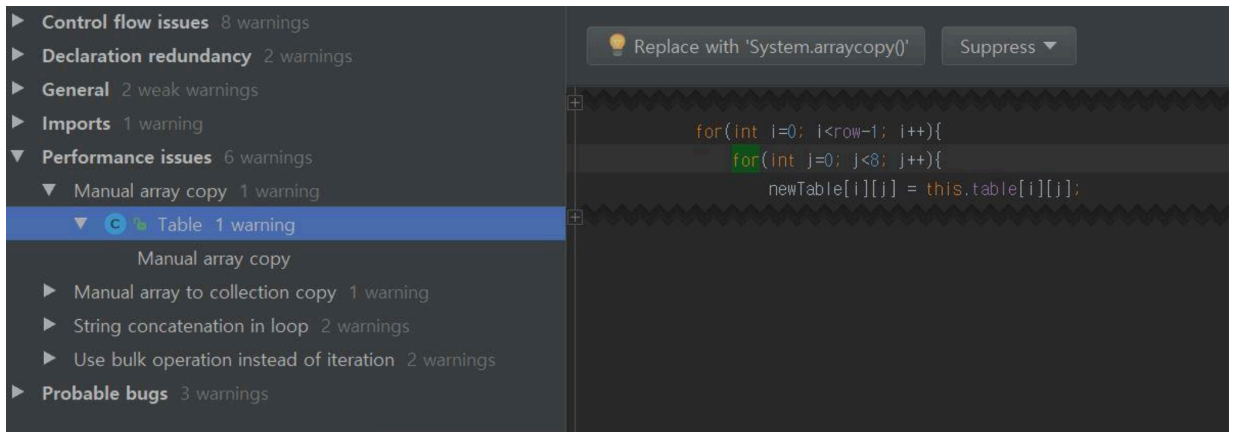 Control flow issues 8 warnings
Declaration redundancy 2 warnings
General 2 weak warnings
Imports 1 warning
Performance issues 6 warnings
Manual array copy 1 warning
C Table 1 warning
Manual array copy
Manual array to collection copy 1 warning
String concatenation in loop 2 warnings
Use bulk operation instead of iteration 2 warnings
Probable bugs 3 warnings
Replace with 'System.arraycopy()' Suppress
for(int i=0; i<row-1; i++){
for(int j=0; j<8; j++){
newTable[i][j] = this.table[i][j];